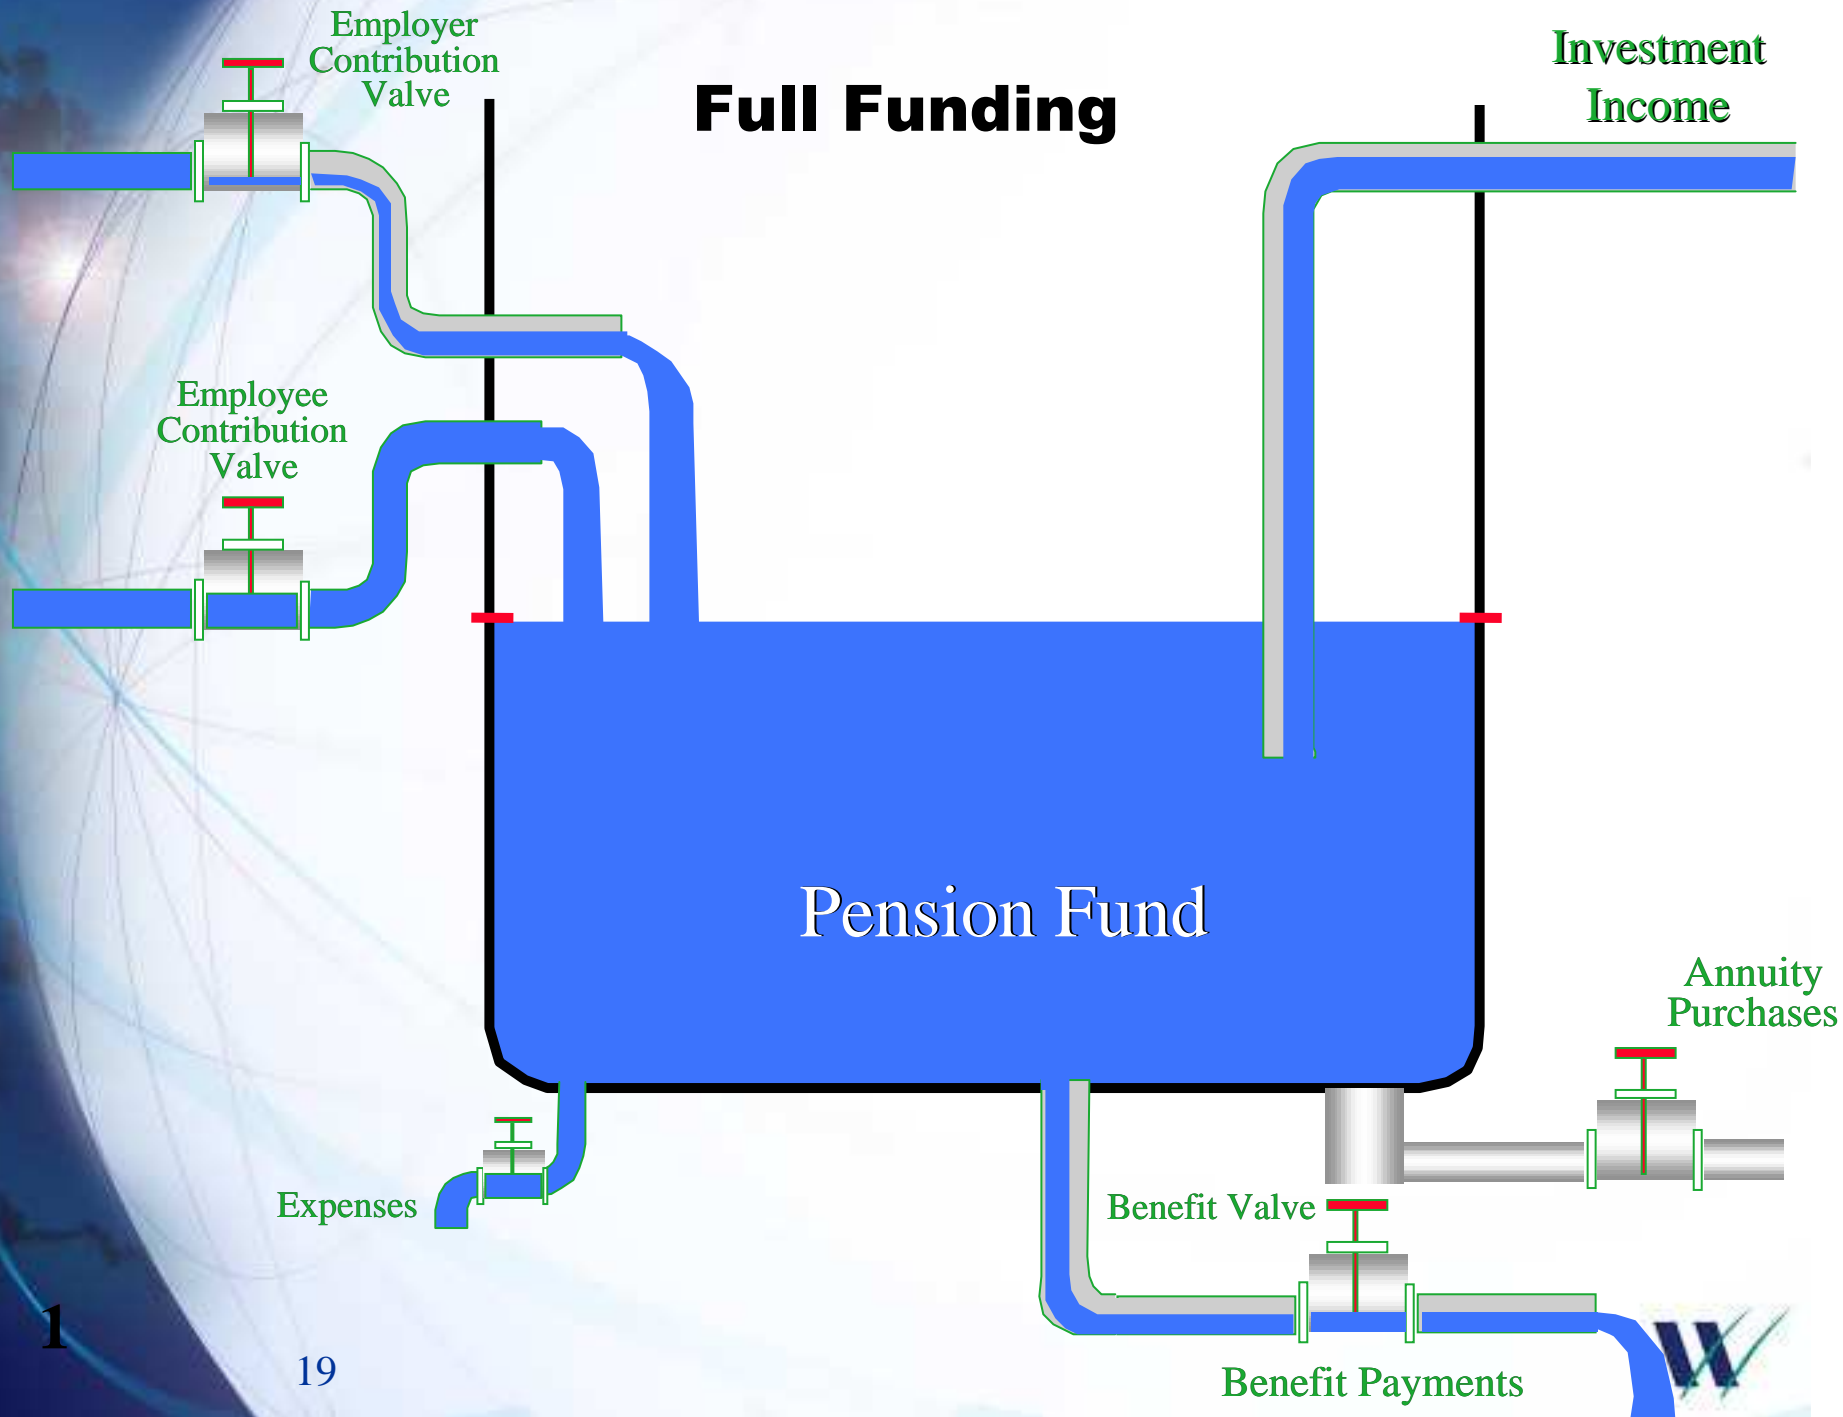 Employer
Contribution
Valve
Full Funding
Investment
Income
Employee
Contribution
Valve
Pension Fund
Annuity
Purchases
Expenses
Benefit Valve
Benefit Payments
1
19
W